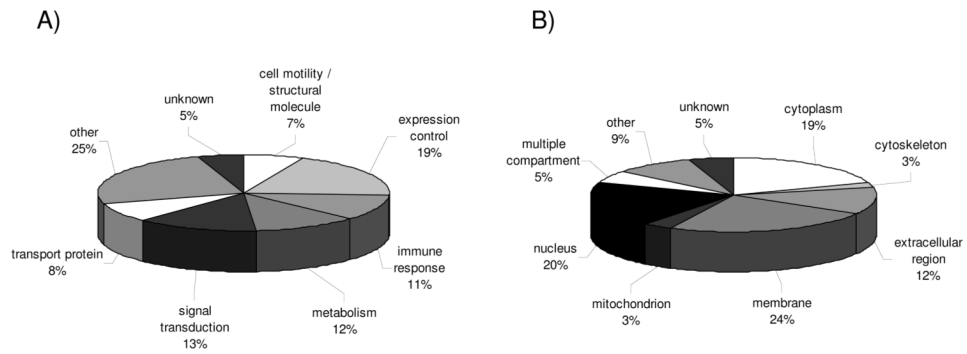 A)
cell motility /
structural
molecule
7%
expression
control
19%
immune
response
11%
metabolism
12%
signal
transduction
13%
transport protein
8%
other
25%
unknown
5%
B)
cytoplasm
19%
cytoskeleton
3%
extracellular
region
12%
membrane
24%
mitochondrion
3%
nucleus
20%
multiple
compartment
5%
other
9%
unknown
5%